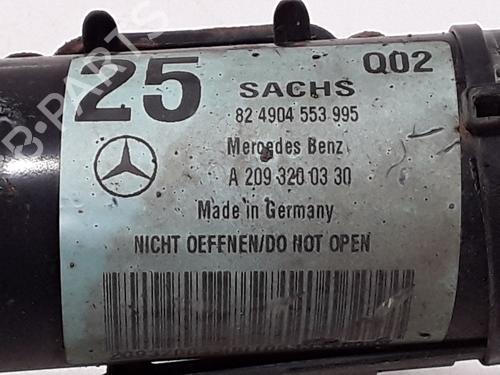 25
Q02
SACHS
82 4904 553 995
Mercedes Benz
A 209 320 03 30
Made in Germany
NICHT OEFFNEN/DO NOT OPEN
B-PARTS